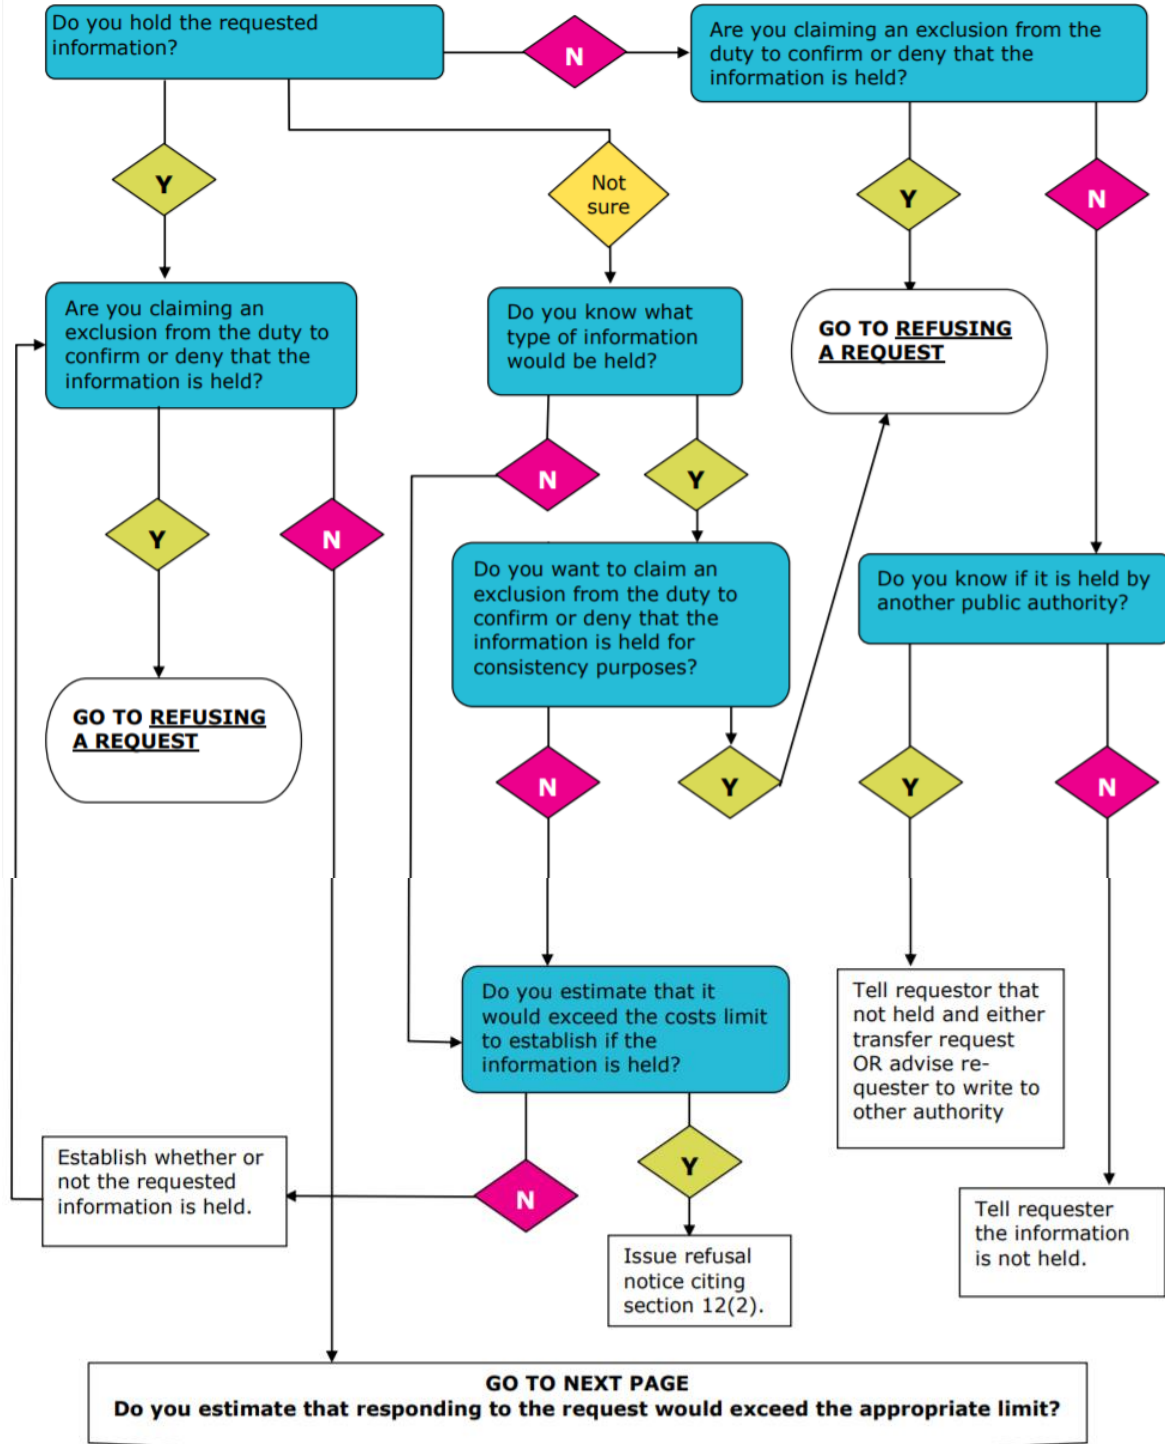 Do you hold the requested
information?
N
Are you claiming an exclusion from the
duty to confirm or deny that the
information is held?
Y
Not
sure
Y
N
Are you claiming an
exclusion from the duty to
confirm or deny that the
information is held?
Do you know what
type of information
would be held?
GO TO REFUSING
A REQUEST
N
Y
Y
N
Do you want to claim an
exclusion from the duty to
confirm or deny that the
information is held for
consistency purposes?
Do you know if it is held by
another public authority?
GO TO REFUSING
A REQUEST
N
Y
Y
N
Do you estimate that it
would exceed the costs limit
to establish if the
information is held?
Tell requestor that
not held and either
transfer request
OR advise re-
quester to write to
other authority
Establish whether or
not the requested
information is held.
N
Y
Tell requester
the information
is not held.
Issue refusal
notice citing
section 12(2).
GO TO NEXT PAGE
Do you estimate that responding to the request would exceed the appropriate limit?